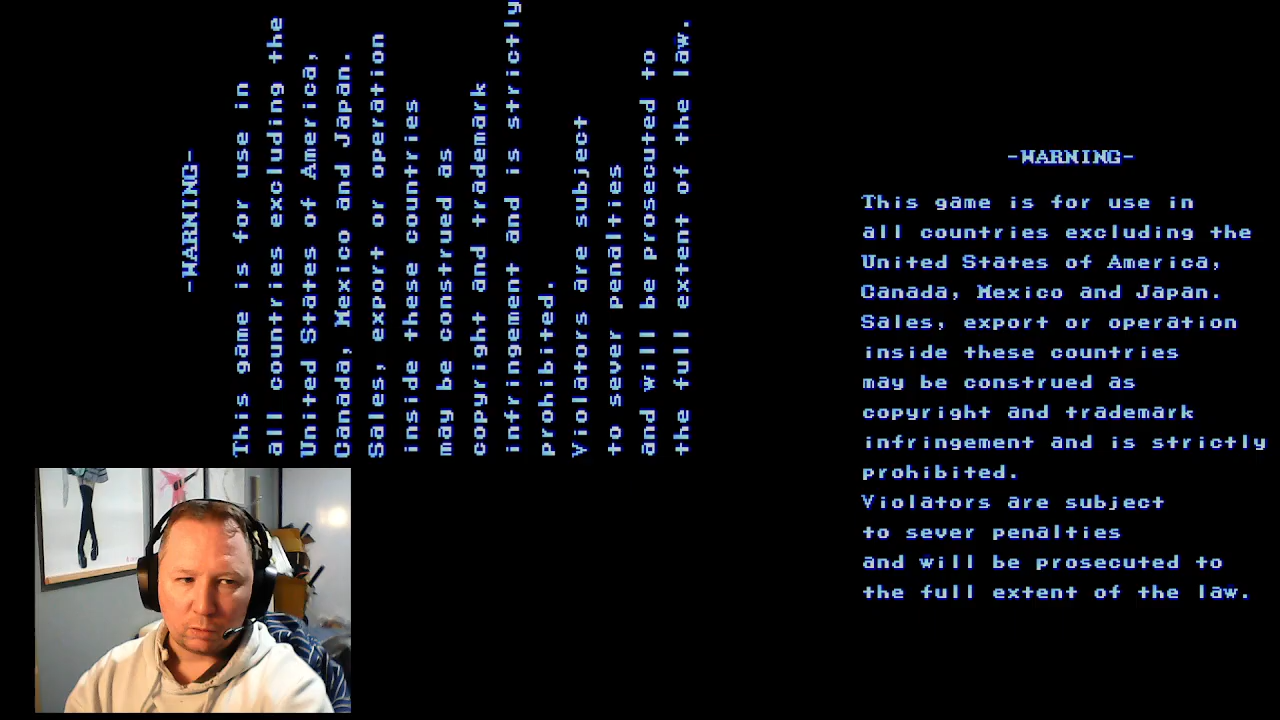 -WARNING-
This game is for use in
all countries excluding the
United States of America,
Canada, Mexico and Japan.
Sales, export or operation
inside these countries
may be construed as
copyright and trademark
infringement and is strictly
prohibited.
Violators are subject
to sever penalties
and will be prosecuted to
the full extent of the law.
-WARNING-
This game is for use in
all countries excluding the
United States of America,
Canada, Mexico and Japan.
Sales, export or operation
inside these countries
may be construed as
copyright and trademark
infringement and is strictly
prohibited.
Violators are subject
to sever penalties
and will be prosecuted to
the full extent of the law.